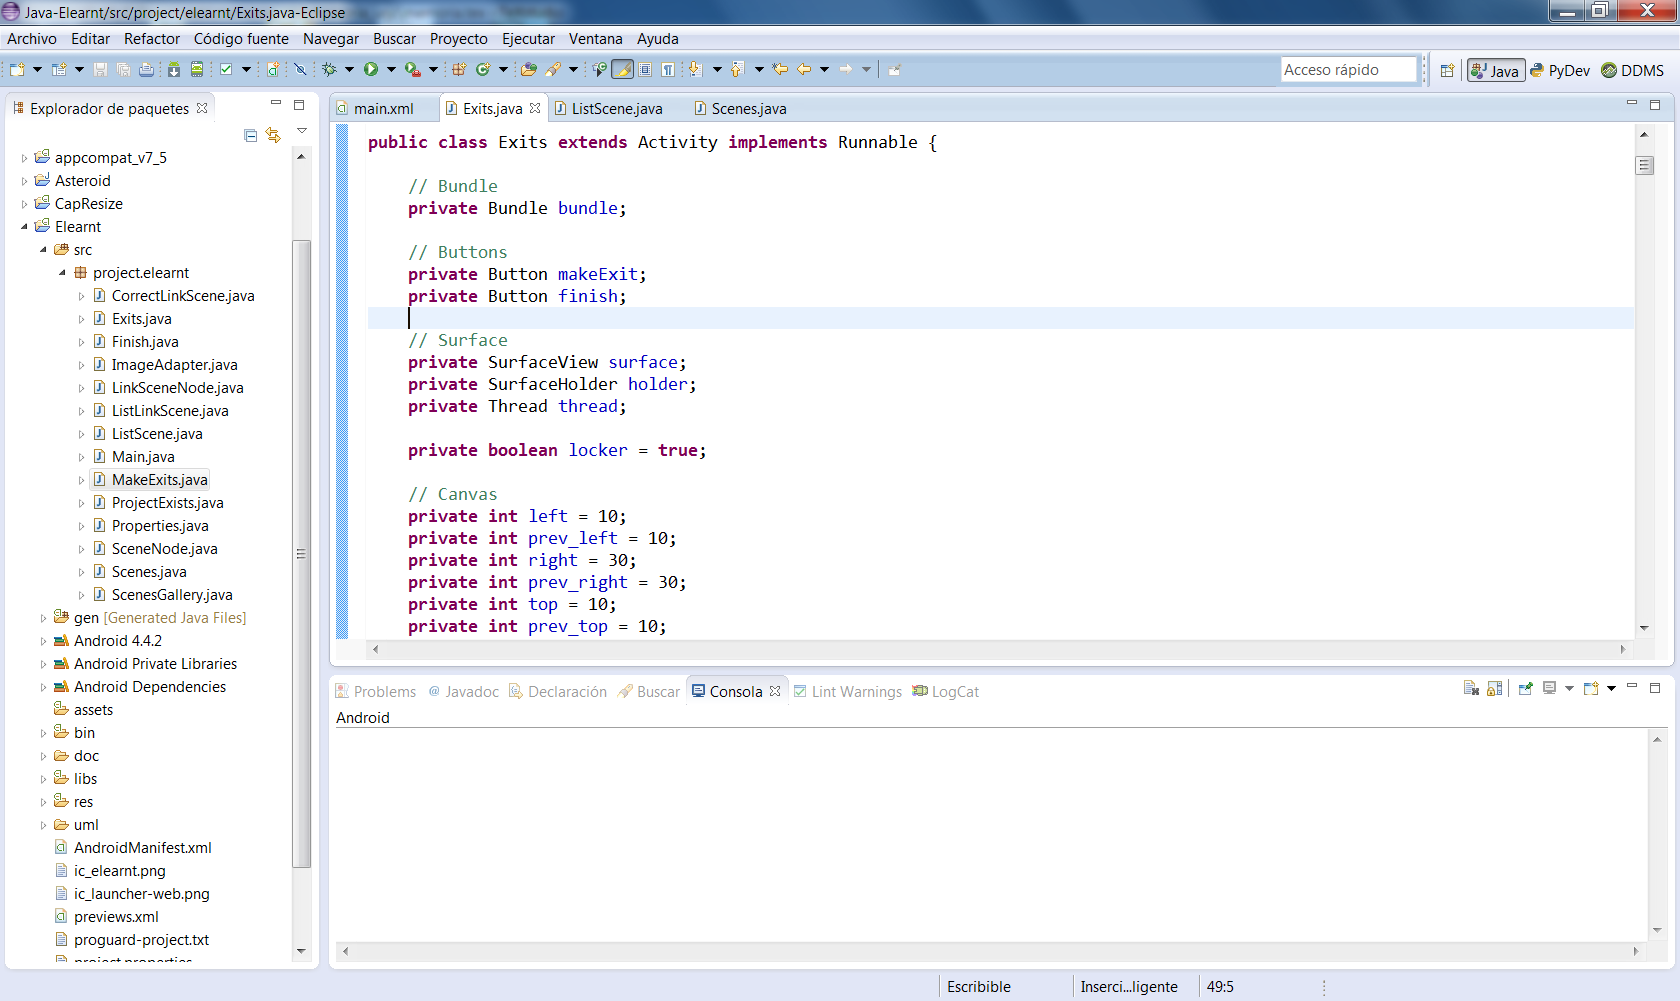 Java-Elearnt/src/project/elearnt/Exits.java-Eclipse
Archivo Editar Refactor Código fuente Navegar Buscar Proyecto Ejecutar Ventana Ayuda
Acceso rápido
Java PyDev DDMS
Explorador de paquetes
appcompat_v7_5
Asteroid
CapResize
Elearnt
src
project.elearnt
CorrectLinkScene.java
Exits.java
Finish.java
ImageAdapter.java
LinkSceneNode.java
ListLinkScene.java
ListScene.java
Main.java
MakeExits.java
ProjectExists.java
Properties.java
SceneNode.java
Scenes.java
ScenesGallery.java
gen [Generated Java Files]
Android 4.4.2
Android Private Libraries
Android Dependencies
assets
bin
doc
libs
res
uml
AndroidManifest.xml
ic_elearnt.png
ic_launcher-web.png
previews.xml
proguard-project.txt
project.properties
main.xml Exits.java ListScene.java Scenes.java
public class Exits extends Activity implements Runnable {
// Bundle
private Bundle bundle;
// Buttons
private Button makeExit;
private Button finish;
// Surface
private SurfaceView surface;
private SurfaceHolder holder;
private Thread thread;
private boolean locker = true;
// Canvas
private int left = 10;
private int prev_left = 10;
private int right = 30;
private int prev_right = 30;
private int top = 10;
private int prev_top = 10;
Problems @ Javadoc Declaración Buscar Consola Lint Warnings LogCat
Android
Escribible Inserci...ligente 49:5